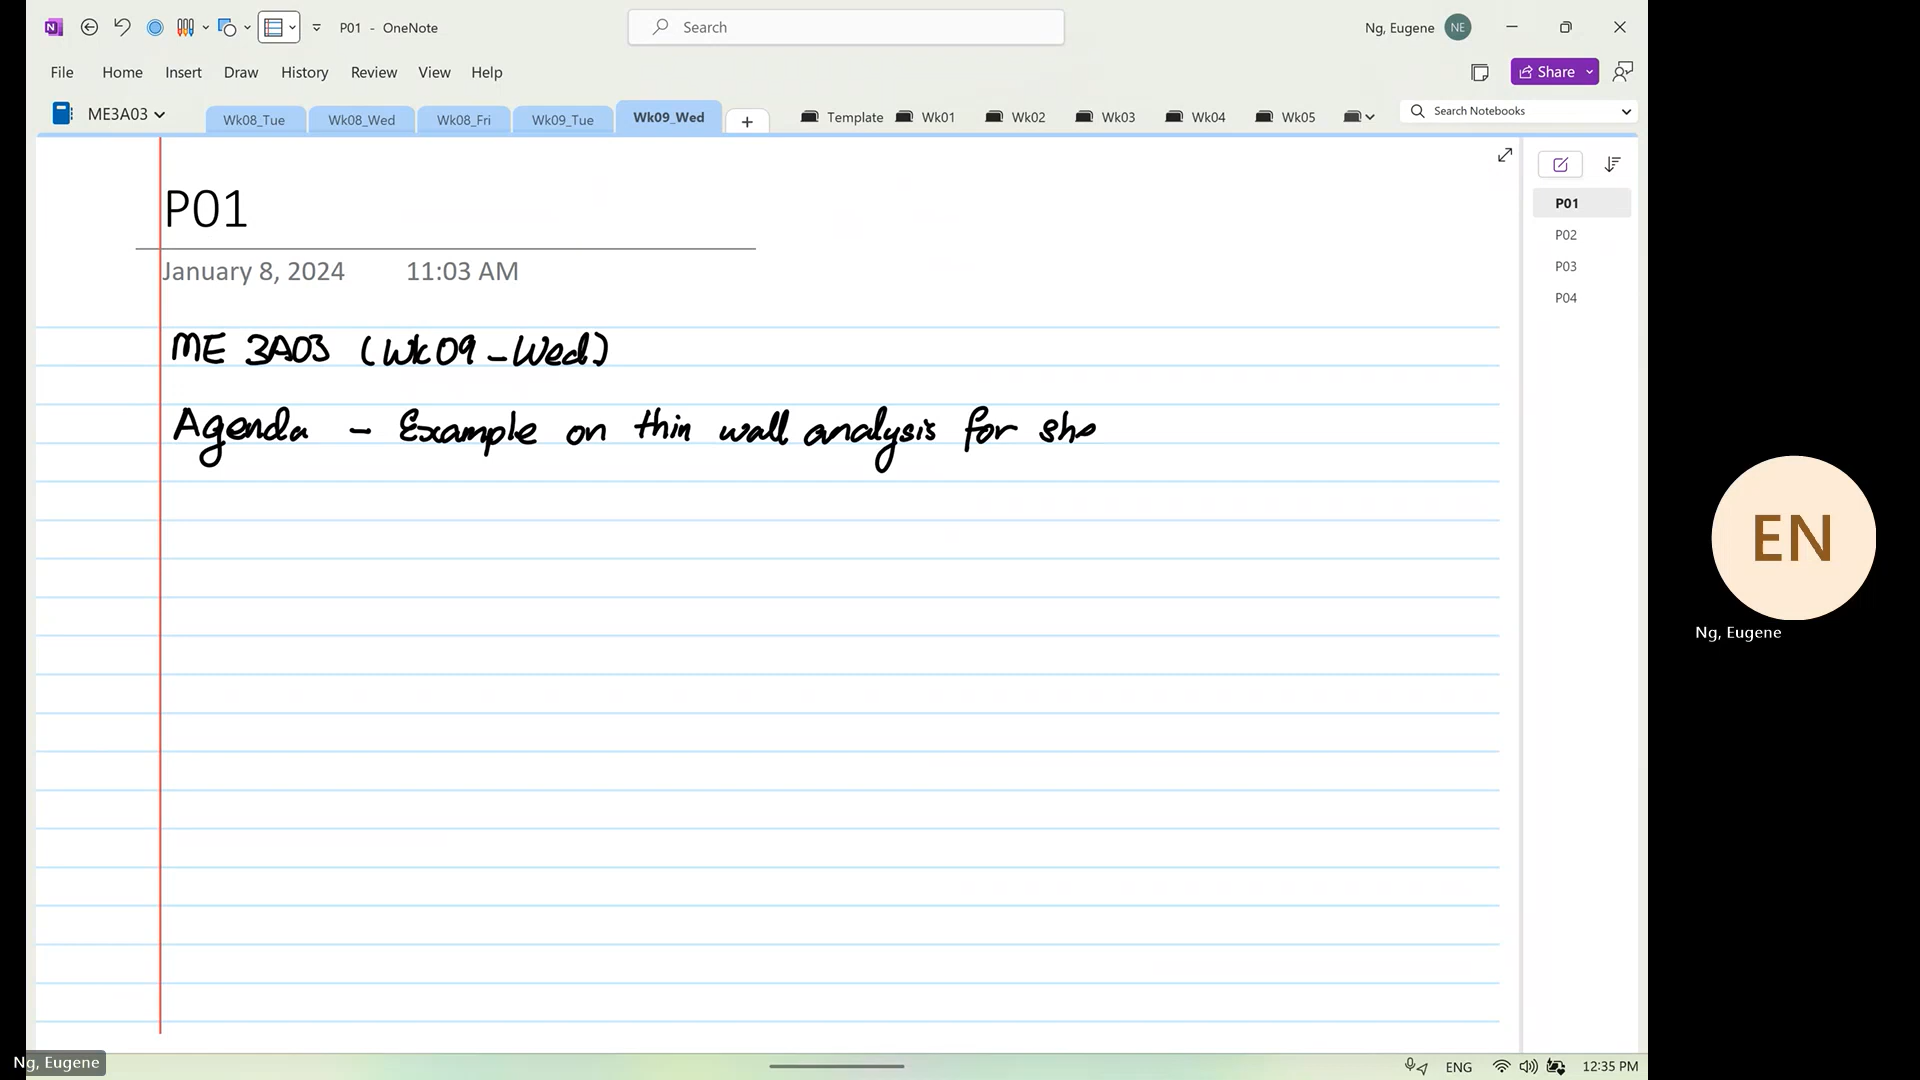 P01 - OneNote
Search
Ng, Eugene
NE
File Home Insert Draw History Review View Help
Share
ME3A03
Wk08_Tue Wk08_Wed Wk08_Fri Wk09_Tue Wk09_Wed
Template Wk01 Wk02 Wk03 Wk04 Wk05
Search Notebooks
P01
January 8, 2024 11:03 AM
ME 3A03 (Wk09-Wed)
Agenda - Example on thin wall analysis for she
P01
P02
P03
P04
EN
Ng, Eugene
Ng, Eugene
ENG
12:35 PM